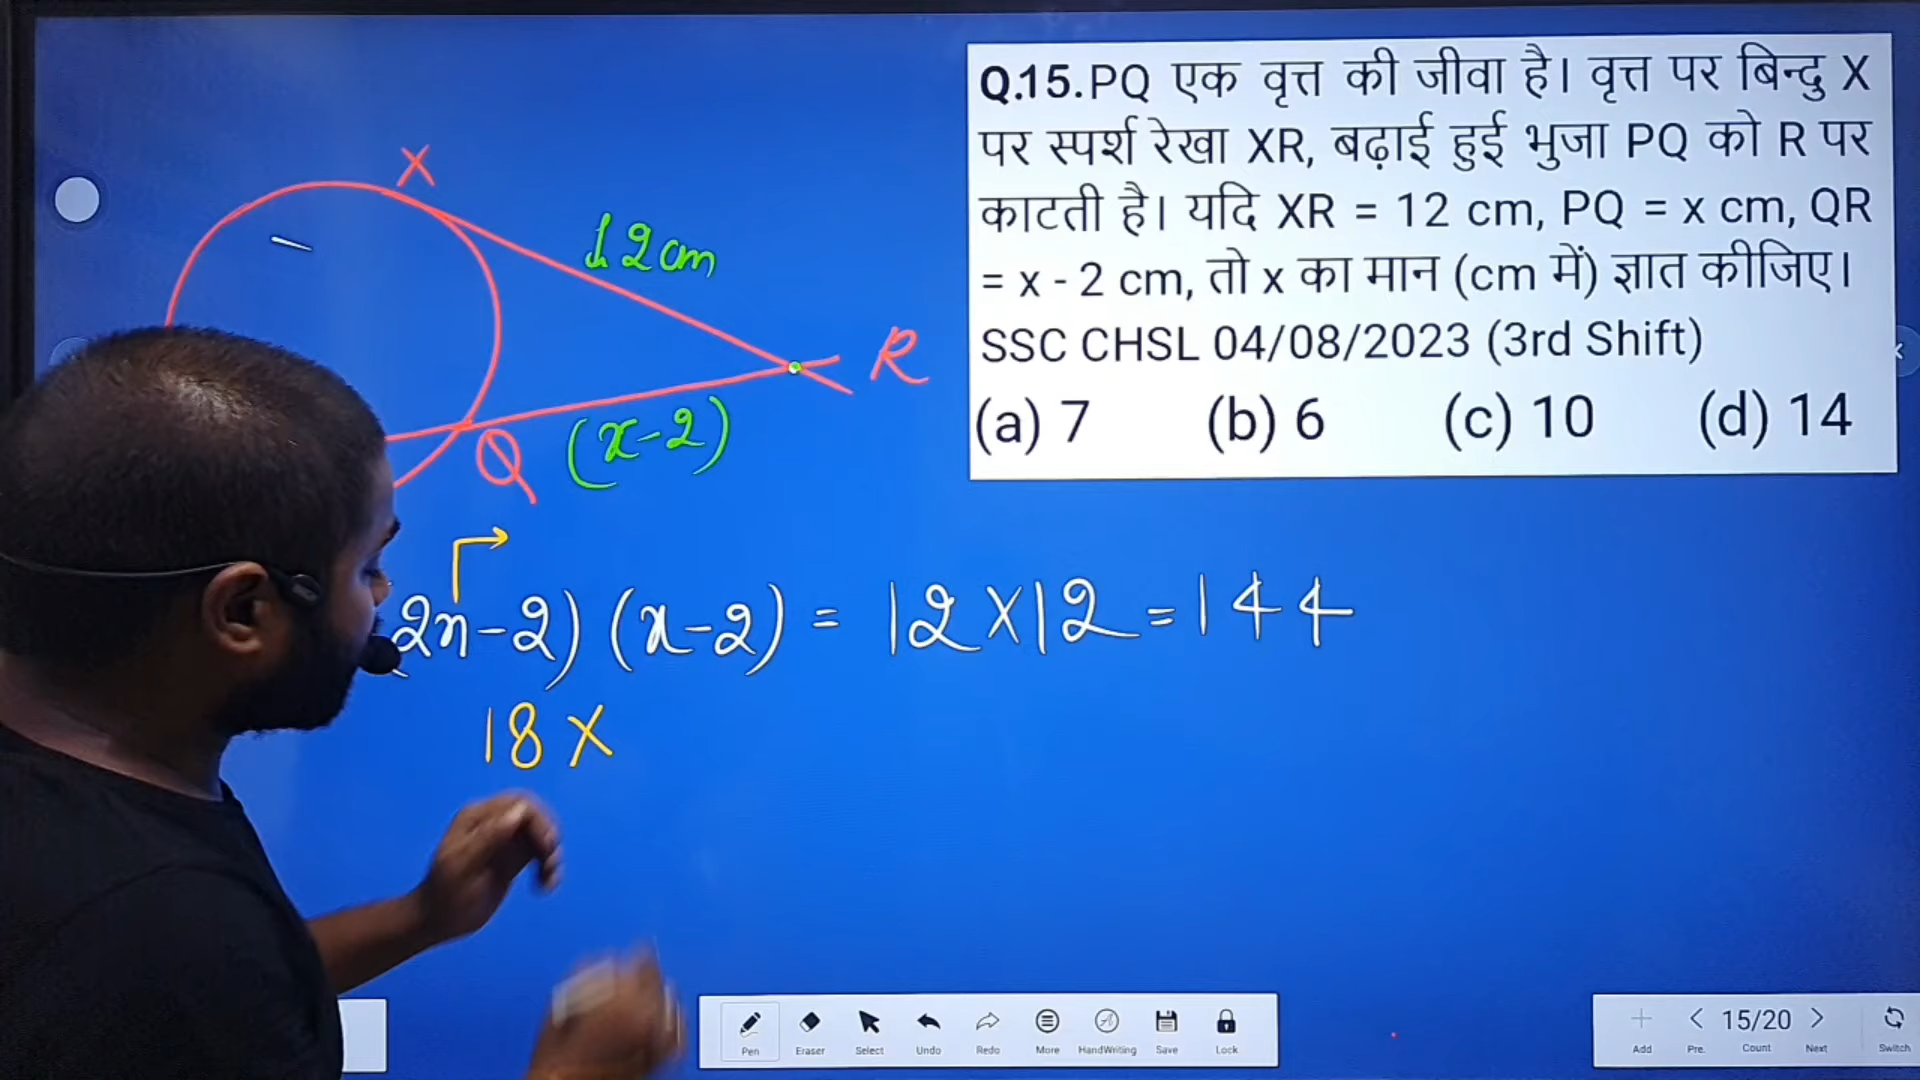 Q.15.PQ एक वृत्त की जीवा है। वृत्त पर बिन्दु X
पर स्पर्श रेखा XR, बढ़ाई हुई भुजा PQ को R पर
काटती है। यदि XR = 12 cm, PQ = x cm, QR
= x - 2 cm, तो x का मान (cm में) ज्ञात कीजिए।
SSC CHSL 04/08/2023 (3rd Shift)
(a) 7 (b) 6 (c) 10 (d) 14
X
12cm
R
Q
(x-2)
(2x-2) (x-2) = 12×12 = 144
18×
Pen Eraser Select Undo Redo More HandWriting Save Lock
15/20
Add Pre. Count Next Switch